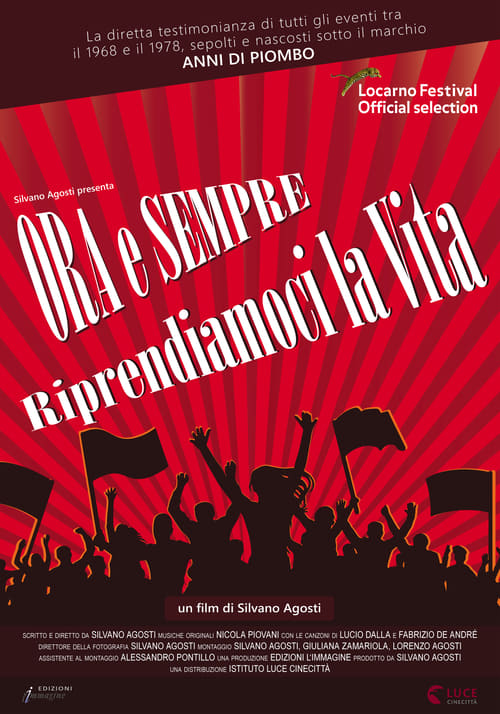 La diretta testimonianza di tutti gli eventi tra
il 1968 e il 1978, sepolti e nascosti sotto il marchio
ANNI DI PIOMBO
Locarno Festival
Official selection
Silvano Agosti presenta
ORA e SEMPRE
Riprendiamoci la Vita
un film di Silvano Agosti
SCRITTO E DIRETTO DA SILVANO AGOSTI MUSICHE ORIGINALI NICOLA PIOVANI CON LE CANZONI DI LUCIO DALLA E FABRIZIO DE ANDRÉ
DIRETTORE DELLA FOTOGRAFIA SILVANO AGOSTI MONTAGGIO SILVANO AGOSTI, GIULIANA ZAMARIOLA, LORENZO AGOSTI
ASSISTENTE AL MONTAGGIO ALESSANDRO PONTILLO UNA PRODUZIONE EDIZIONI L'IMMAGINE PRODOTTO DA SILVANO AGOSTI
UNA DISTRIBUZIONE ISTITUTO LUCE CINECITTÀ
EDIZIONI
immagine
LUCE
CINECITTÀ